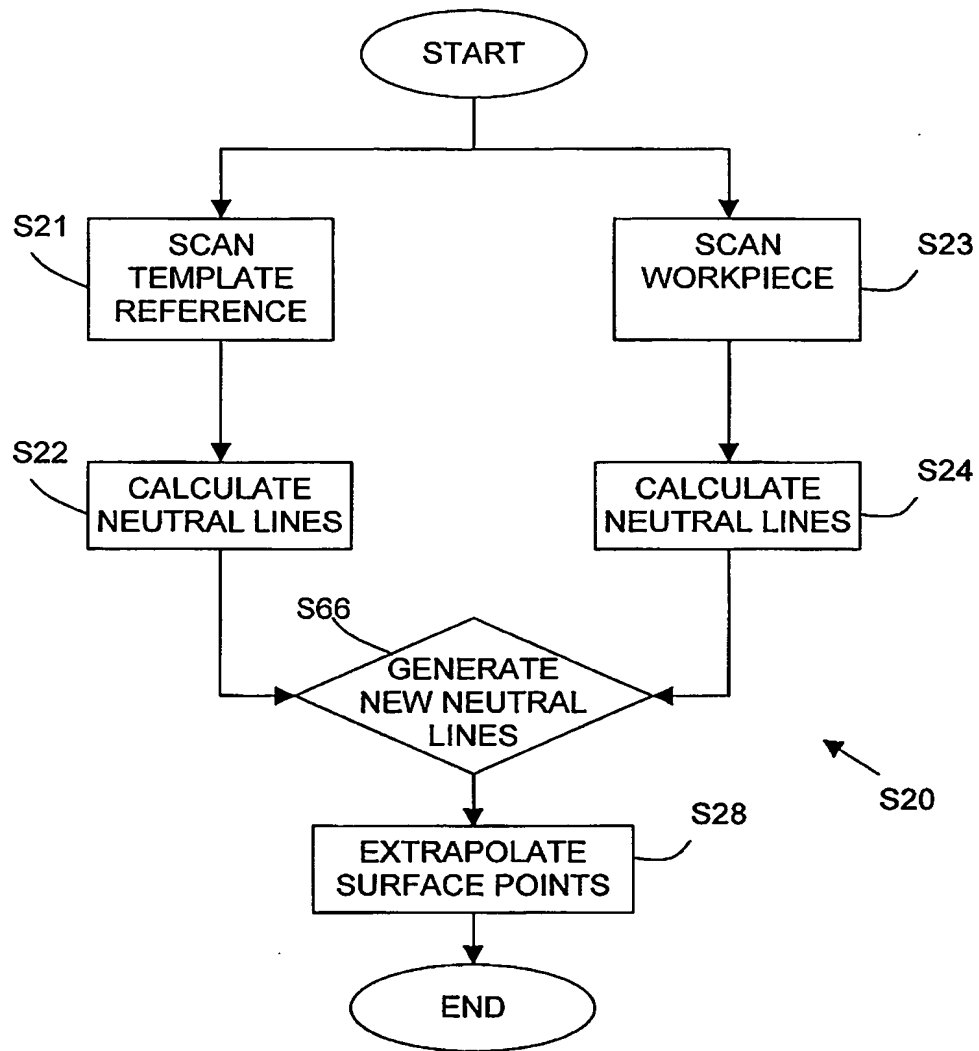 START
S21
SCAN
TEMPLATE
REFERENCE
SCAN
WORKPIECE
S23
S22
CALCULATE
NEUTRAL LINES
CALCULATE
NEUTRAL LINES
S24
S66
GENERATE
NEW NEUTRAL
LINES
S20
S28
EXTRAPOLATE
SURFACE POINTS
END